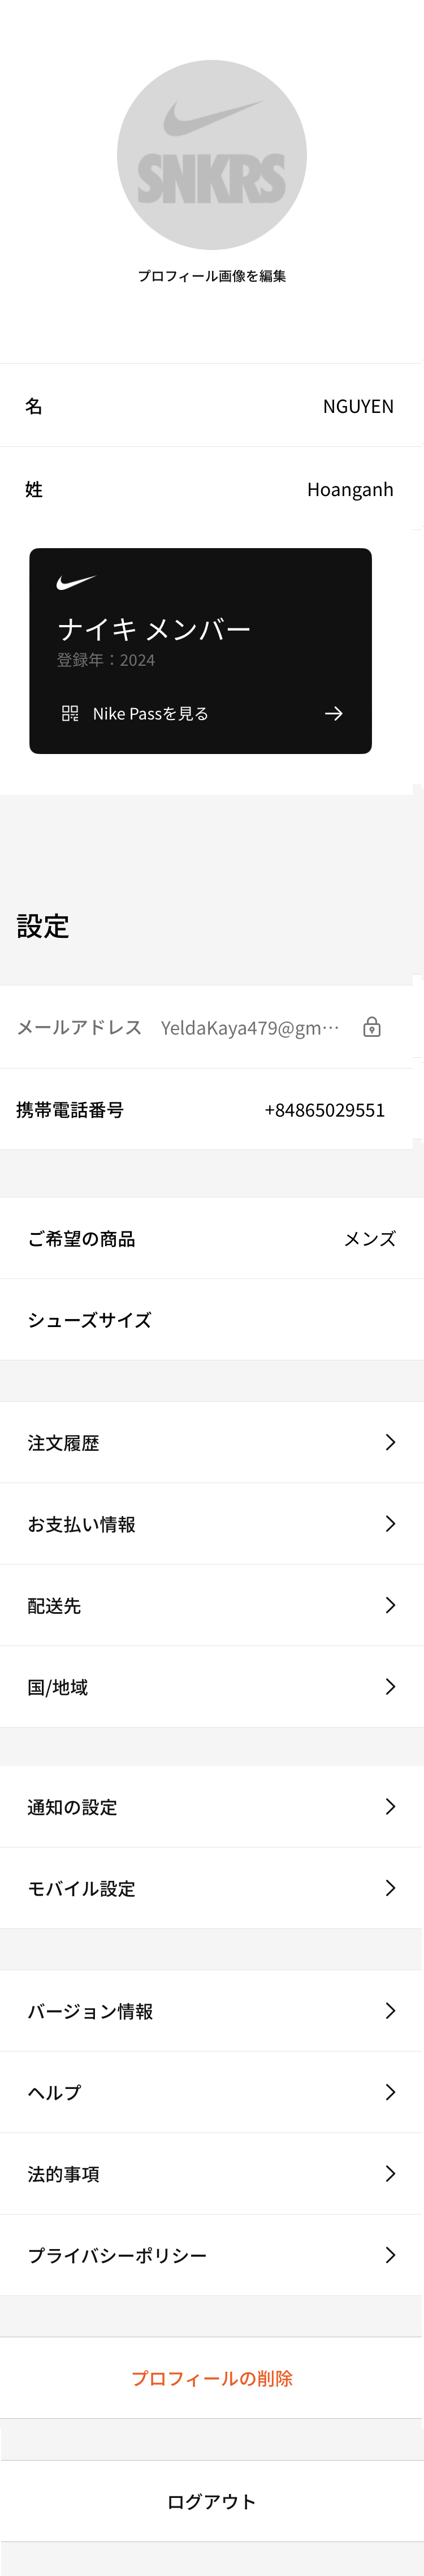 SNKRS
プロフィール画像を編集
名 NGUYEN
姓 Hoanganh
ナイキ メンバー
登録年：2024
Nike Passを見る
設定
メールアドレス YeldaKaya479@gm…
携帯電話番号 +84865029551
ご希望の商品 メンズ
シューズサイズ
注文履歴
お支払い情報
配送先
国/地域
通知の設定
モバイル設定
バージョン情報
ヘルプ
法的事項
プライバシーポリシー
プロフィールの削除
ログアウト